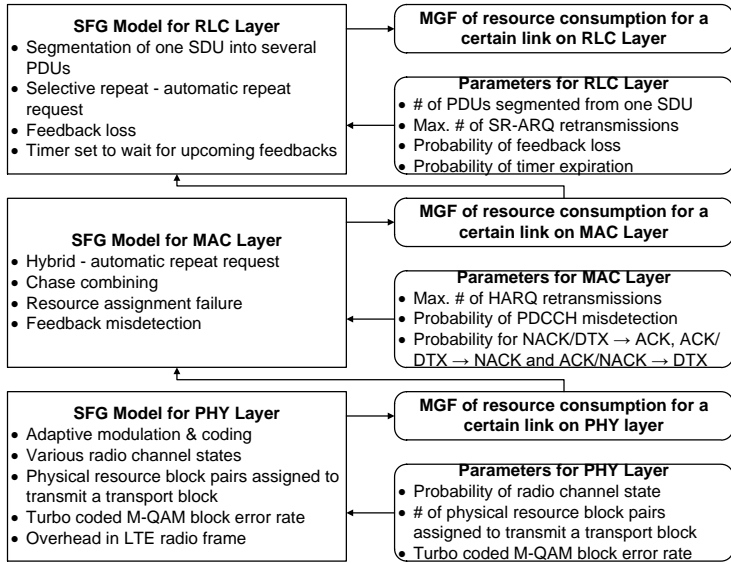 SFG Model for RLC Layer
• Segmentation of one SDU into several
PDUs
• Selective repeat - automatic repeat
request
• Feedback loss
• Timer set to wait for upcoming feedbacks
MGF of resource consumption for a
certain link on RLC Layer
Parameters for RLC Layer
• # of PDUs segmented from one SDU
• Max. # of SR-ARQ retransmissions
• Probability of feedback loss
• Probability of timer expiration
SFG Model for MAC Layer
• Hybrid - automatic repeat request
• Chase combining
• Resource assignment failure
• Feedback misdetection
MGF of resource consumption for a
certain link on MAC Layer
Parameters for MAC Layer
• Max. # of HARQ retransmissions
• Probability of PDCCH misdetection
• Probability for NACK/DTX → ACK, ACK/
DTX → NACK and ACK/NACK → DTX
SFG Model for PHY Layer
• Adaptive modulation & coding
• Various radio channel states
• Physical resource block pairs assigned to
transmit a transport block
• Turbo coded M-QAM block error rate
• Overhead in LTE radio frame
MGF of resource consumption for a
certain link on PHY layer
Parameters for PHY Layer
• Probability of radio channel state
• # of physical resource block pairs
assigned to transmit a transport block
• Turbo coded M-QAM block error rate